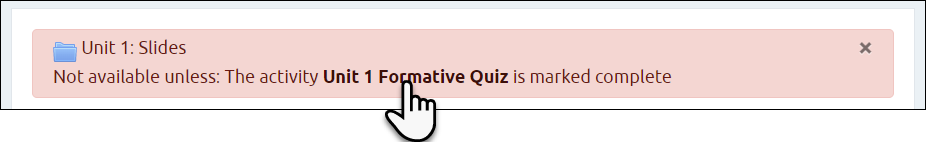 Unit 1: Slides
Not available unless: The activity Unit 1 Formative Quiz is marked complete